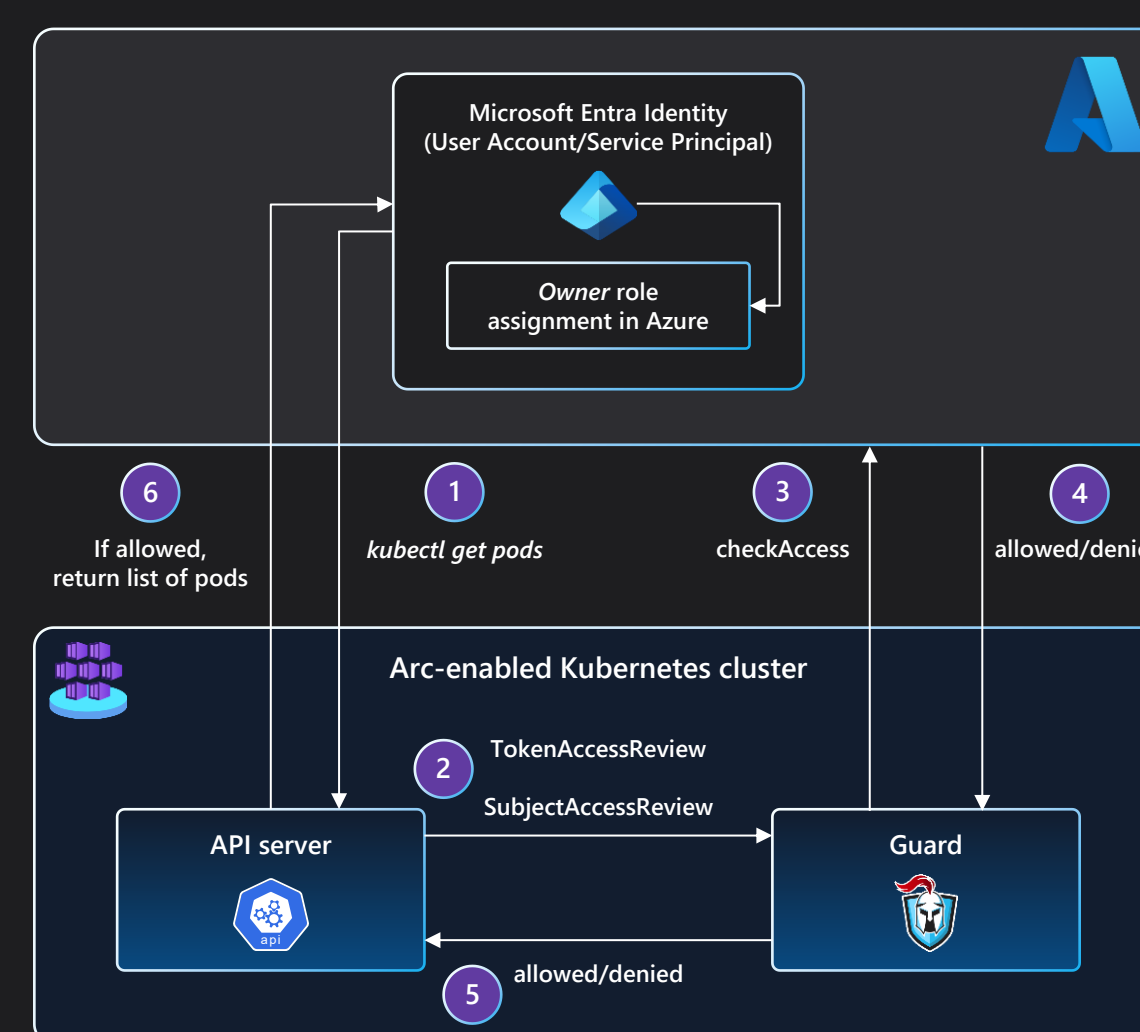 Microsoft Entra Identity
(User Account/Service Principal)
Owner role
assignment in Azure
6
If allowed,
return list of pods
1
kubectl get pods
3
checkAccess
4
allowed/denie
Arc-enabled Kubernetes cluster
2
TokenAccessReview
SubjectAccessReview
API server
api
Guard
allowed/denied
5